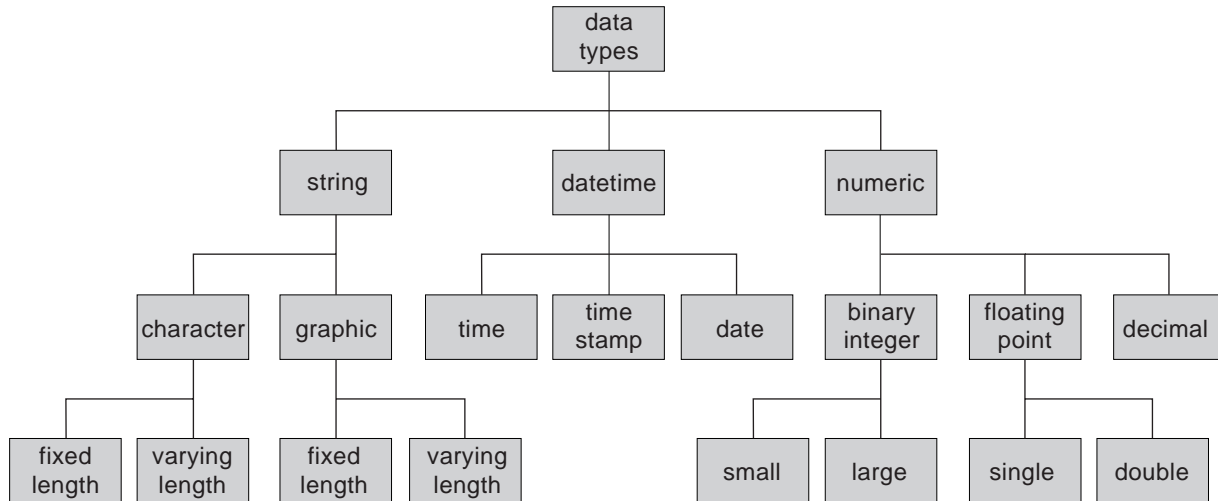 data
types
string
datetime
numeric
character
graphic
time
time
stamp
date
binary
integer
floating
point
decimal
fixed
length
varying
length
fixed
length
varying
length
small
large
single
double